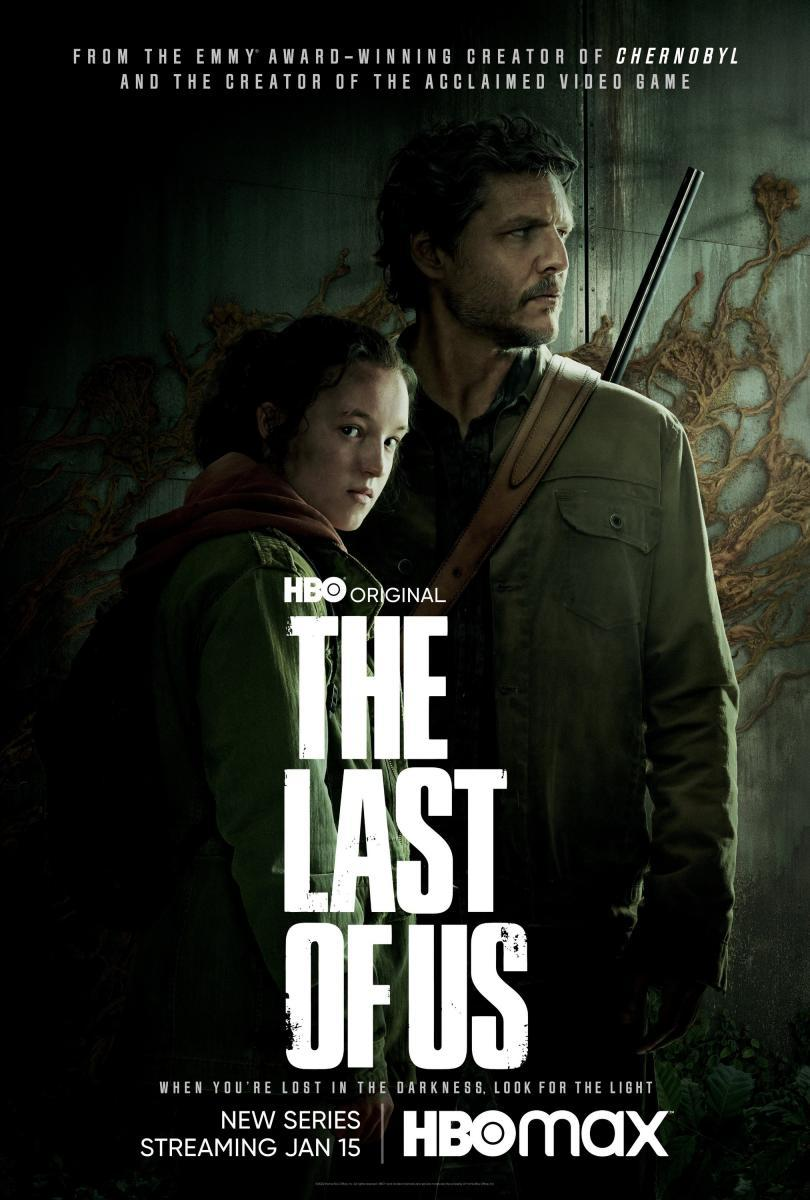 FROM THE EMMY® AWARD-WINNING CREATOR OF CHERNOBYL
AND THE CREATOR OF THE ACCLAIMED VIDEO GAME
HBO® ORIGINAL
THE
LAST
OF US
WHEN YOU'RE LOST IN THE DARKNESS, LOOK FOR THE LIGHT
NEW SERIES
STREAMING JAN 15
HBOmax™